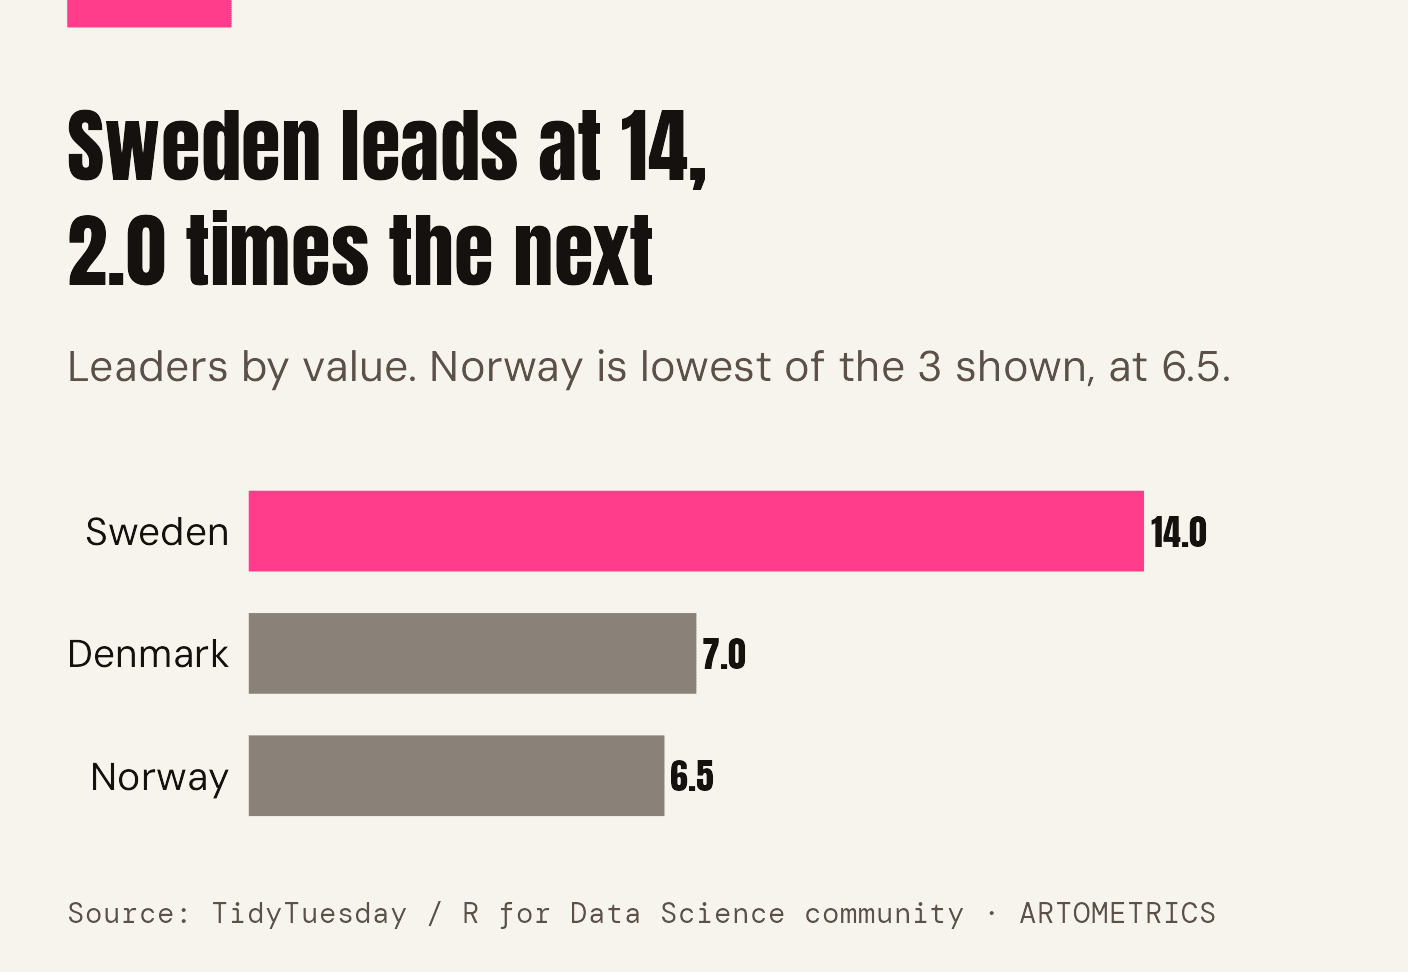 Sweden leads at 14,
2.0 times the next
Leaders by value. Norway is lowest of the 3 shown, at 6.5.
Sweden 14.0
Denmark 7.0
Norway 6.5
Source: TidyTuesday / R for Data Science community · ARTOMETRICS